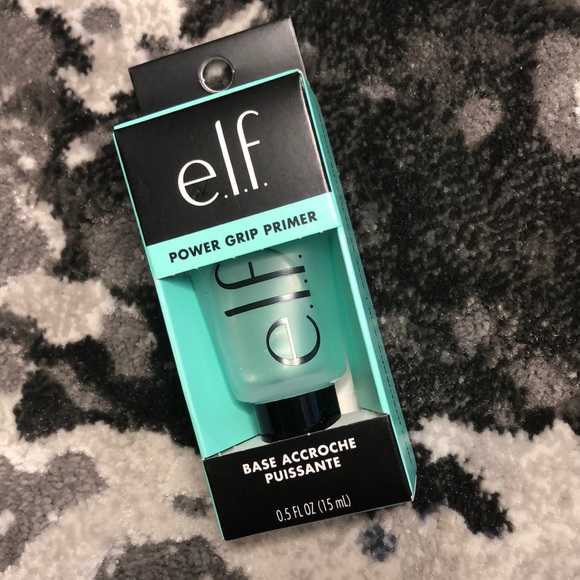 e.l.f.
POWER GRIP PRIMER
e.l.f.
BASE ACCROCHE
PUISSANTE
0.5 FL OZ (15 mL)